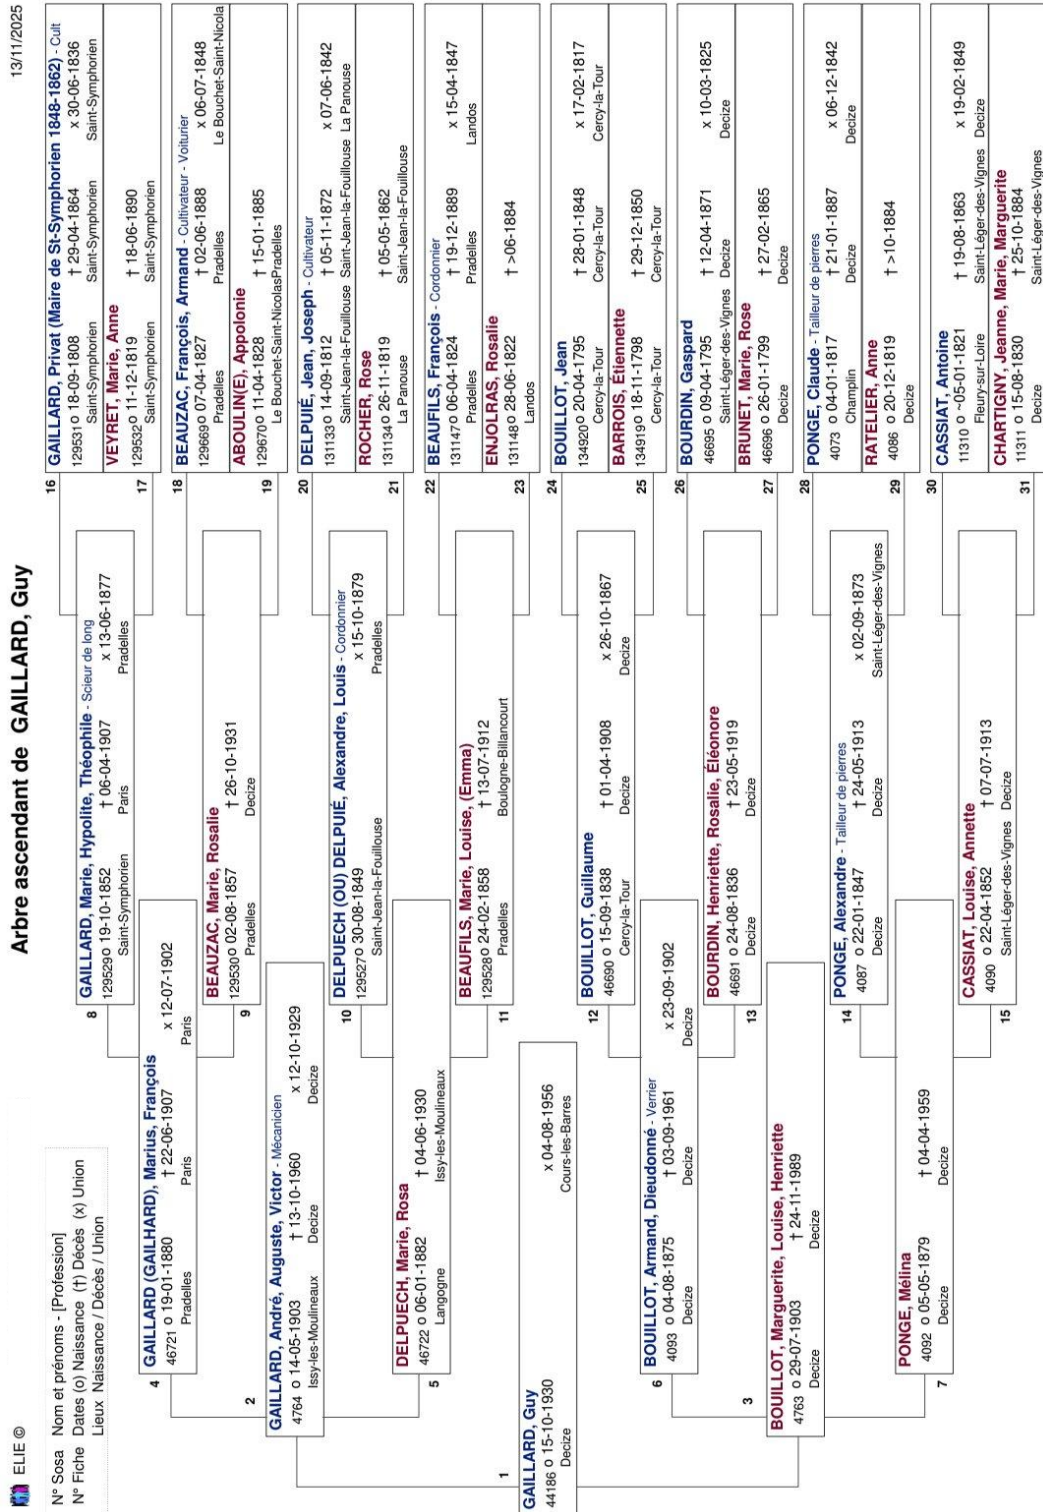 ELIE ©
Arbre ascendant de GAILLARD, Guy
13/11/2025
N° Sosa Nom et prénoms - [Profession]
N° Fiche Dates (o) Naissance (†) Décès (x) Union
Lieux Naissance / Décès / Union
1
GAILLARD, Guy
44186 o 15-10-1930 x 04-08-1956
Decize Cours-les-Barres
2
GAILLARD, André, Auguste, Victor - Mécanicien
4764 o 14-05-1903 † 13-10-1960 x 12-10-1929
Issy-les-Moulineaux Decize Decize
3
BOUILLOT, Marguerite, Louise, Henriette
4763 o 29-07-1903 † 24-11-1989
Decize Decize
4
GAILLARD (GAILHARD), Marius, François
46721 o 19-01-1880 † 22-06-1907 x 12-07-1902
Pradelles Paris Paris
5
DELPUECH, Marie, Rosa
46722 o 06-01-1882 † 04-06-1930
Langogne Issy-les-Moulineaux
6
BOUILLOT, Armand, Dieudonné - Verrier
4093 o 04-08-1875 † 03-09-1961 x 23-09-1902
Decize Decize Decize
7
PONGE, Mélina
4092 o 05-05-1879 † 04-04-1959
Decize Decize
8
GAILLARD, Marie, Hypolite, Théophile - Scieur de long
129529 o 19-10-1852 † 06-04-1907 x 13-06-1877
Saint-Symphorien Paris Pradelles
9
BEAUZAC, Marie, Rosalie
129530 o 02-08-1857 † 26-10-1931
Pradelles Decize
10
DELPUECH (OU) DELPUIÉ, Alexandre, Louis - Cordonnier
129527 o 30-08-1849 x 15-10-1879
Saint-Jean-la-Fouillouse Pradelles
11
BEAUFILS, Marie, Louise, (Emma)
129528 o 24-02-1858 † 13-07-1912
Pradelles Boulogne-Billancourt
12
BOUILLOT, Guillaume
46690 o 15-09-1838 † 01-04-1908 x 26-10-1867
Cercy-la-Tour Decize Decize
13
BOURDIN, Henriette, Rosalie, Éléonore
46691 o 24-08-1836 † 23-05-1919
Decize Decize
14
PONGE, Alexandre - Tailleur de pierres
4087 o 22-01-1847 † 24-05-1913 x 02-09-1873
Decize Decize Saint-Léger-des-Vignes
15
CASSIAT, Louise, Annette
4090 o 22-04-1852 † 07-07-1913
Saint-Léger-des-Vignes Decize
16
GAILLARD, Privat (Maire de St-Symphorien 1848-1862) - Cult
129531 o 18-09-1808 † 29-04-1864 x 30-06-1836
Saint-Symphorien Saint-Symphorien Saint-Symphorien
17
VEYRET, Marie, Anne
129532 o 11-12-1819 † 18-06-1890
Saint-Symphorien Saint-Symphorien
18
BEAUZAC, François, Armand - Cultivateur - Voiturier
129669 o 07-04-1827 † 02-06-1888 x 06-07-1848
Pradelles Pradelles Le Bouchet-Saint-Nicola
19
ABOULIN(E), Appolonie
129670 o 11-04-1828 † 15-01-1885
Le Bouchet-Saint-Nicolas Pradelles
20
DELPUIÉ, Jean, Joseph - Cultivateur
131133 o 14-09-1812 † 05-11-1872 x 07-06-1842
Saint-Jean-la-Fouillouse Saint-Jean-la-Fouillouse La Panouse
21
ROCHER, Rose
131134 o 26-11-1819 † 05-05-1862
La Panouse Saint-Jean-la-Fouillouse
22
BEAUFILS, François - Cordonnier
131147 o 06-04-1824 † 19-12-1889 x 15-04-1847
Pradelles Pradelles Landos
23
ENJOLRAS, Rosalie
131148 o 28-06-1822 † >06-1884
Landos
24
BOUILLOT, Jean
134920 o 20-04-1795 † 28-01-1848 x 17-02-1817
Cercy-la-Tour Cercy-la-Tour Cercy-la-Tour
25
BARROIS, Étiennette
134919 o 18-11-1798 † 29-12-1850
Cercy-la-Tour Cercy-la-Tour
26
BOURDIN, Gaspard
46695 o 09-04-1795 † 12-04-1871 x 10-03-1825
Saint-Léger-des-Vignes Decize Decize
27
BRUNET, Marie, Rose
46696 o 26-01-1799 † 27-02-1865
Decize Decize
28
PONGE, Claude - Tailleur de pierres
4073 o 04-01-1817 † 21-01-1887 x 06-12-1842
Champlin Decize Decize
29
RATELIER, Anne
4086 o 20-12-1819 † >10-1884
Decize
30
CASSIAT, Antoine
11310 o ~05-01-1821 † 19-08-1863 x 19-02-1849
Fleury-sur-Loire Saint-Léger-des-Vignes Decize
31
CHARTIGNY, Jeanne, Marie, Marguerite
11311 o 15-08-1830 † 25-10-1884
Decize Saint-Léger-des-Vignes